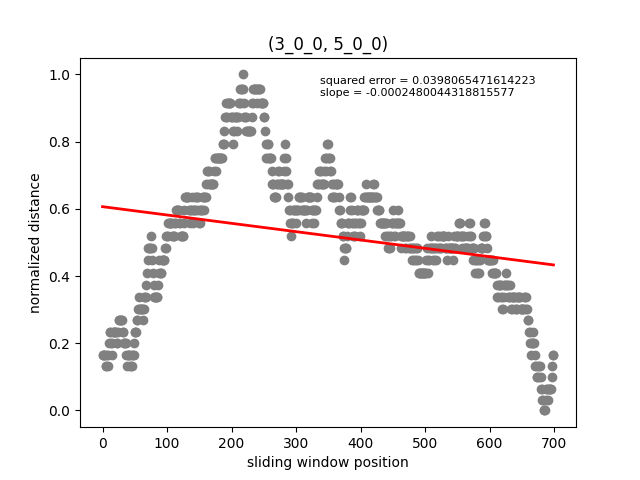 (3_0_0, 5_0_0)
squared error = 0.0398065471614223
slope = -0.0002480044318815577
1.0
0.8
0.6
0.4
0.2
0.0
normalized distance
0 100 200 300 400 500 600 700
sliding window position